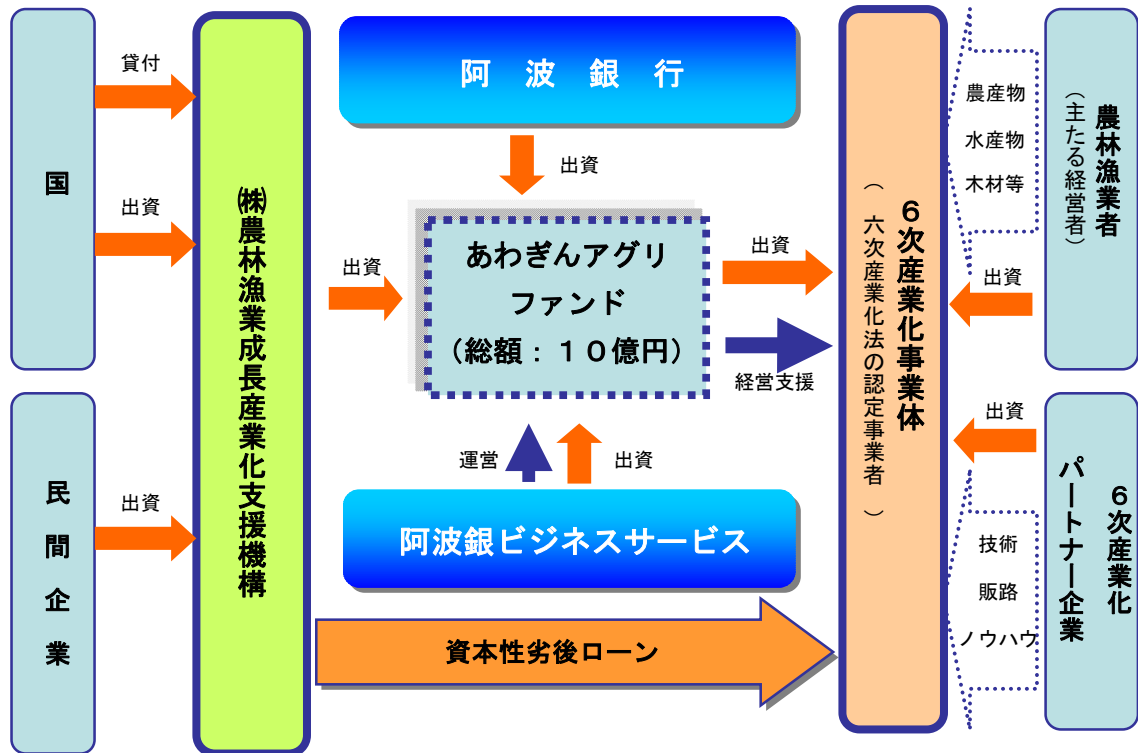 国
民間企業
貸付
出資
出資
㈱農林漁業成長産業化支援機構
阿波銀行
出資
出資
あわぎんアグリ
ファンド
（総額：１０億円）
出資
経営支援
運営
出資
阿波銀ビジネスサービス
資本性劣後ローン
６次産業化事業体
（六次産業化法の認定事業者）
農産物
水産物
木材等
出資
農林漁業者
（主たる経営者）
出資
技術
販路
ノウハウ
６次産業化
パートナー企業